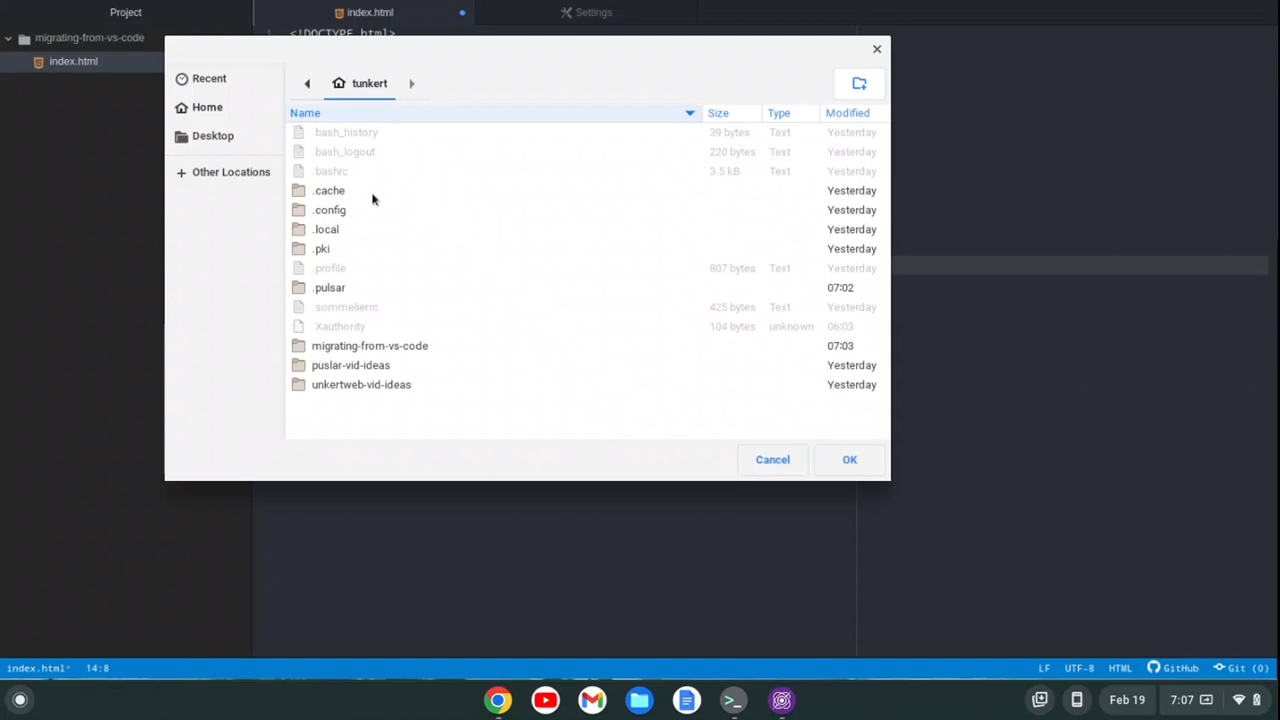 Project
index.html
Settings
migrating-from-vs-code
1 <!DOCTYPE html>
index.html
Recent
Home
Desktop
Other Locations
tunkert
Name Size Type Modified
bash_history 39 bytes Text Yesterday
.bash_logout 220 bytes Text Yesterday
.bashrc 3.5 kB Text Yesterday
.cache Yesterday
.config Yesterday
.local Yesterday
.pki Yesterday
.profile 807 bytes Text Yesterday
.pulsar 07:02
.sommelierrc 425 bytes Text Yesterday
.Xauthority 104 bytes unknown 06:03
migrating-from-vs-code 07:03
puslar-vid-ideas Yesterday
unkertweb-vid-ideas Yesterday
Cancel OK
index.html* 14:8 LF UTF-8 HTML GitHub Git (0)
Feb 19 7:07